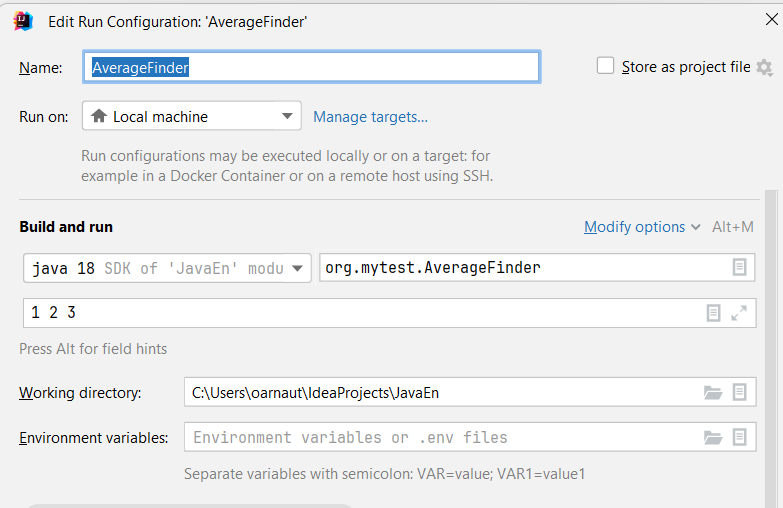 Edit Run Configuration: 'AverageFinder'
Name: AverageFinder Store as project file
Run on: Local machine Manage targets...
Run configurations may be executed locally or on a target: for
example in a Docker Container or on a remote host using SSH.
Build and run Modify options Alt+M
java 18 SDK of 'JavaEn' modu org.mytest.AverageFinder
1 2 3
Press Alt for field hints
Working directory: C:\Users\oarnaut\IdeaProjects\JavaEn
Environment variables: Environment variables or .env files
Separate variables with semicolon: VAR=value; VAR1=value1